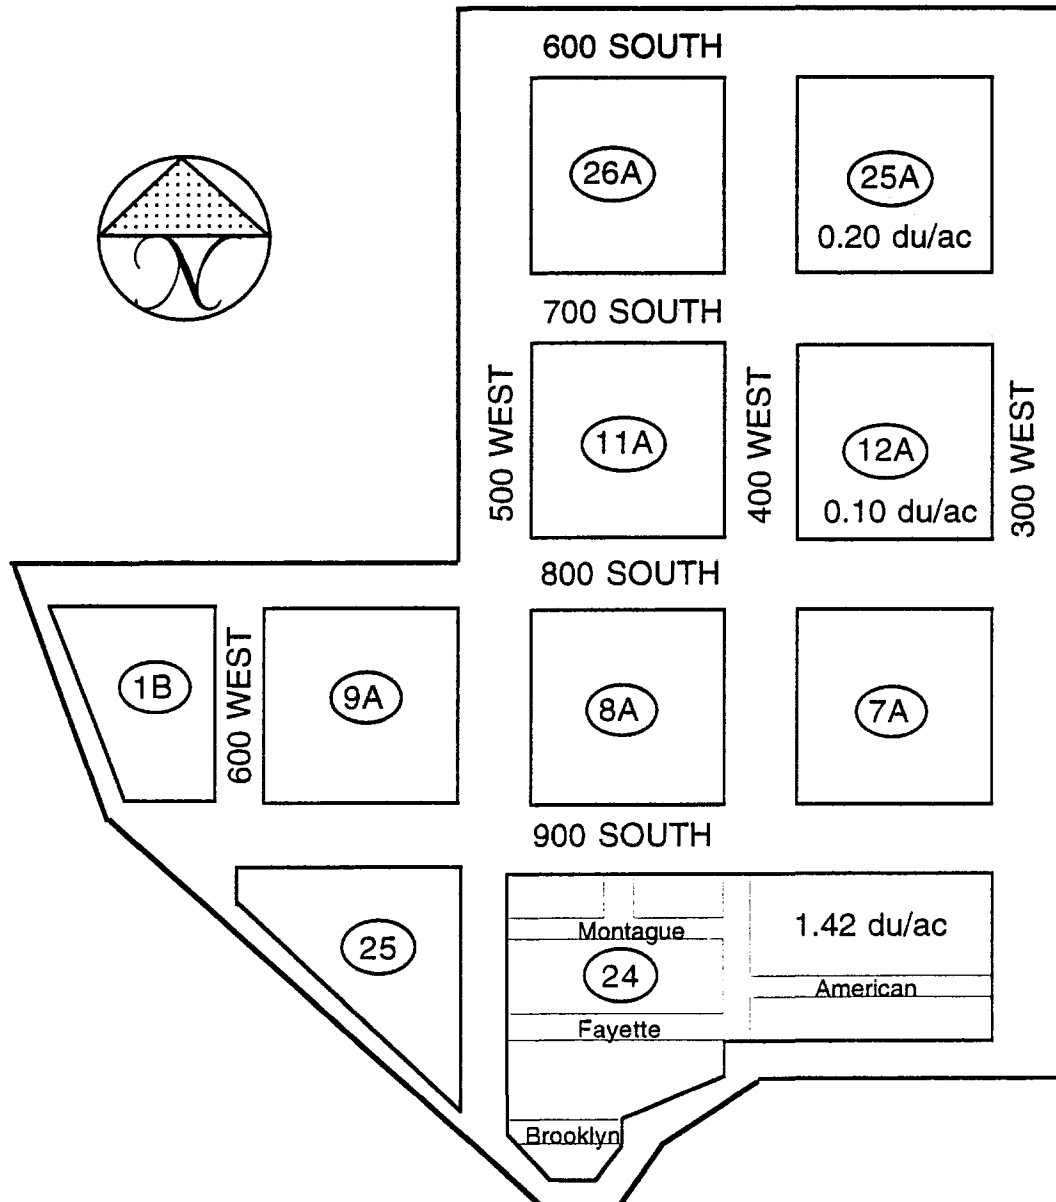 600 SOUTH
26A
25A
0.20 du/ac
N
700 SOUTH
500 WEST
11A
400 WEST
12A
0.10 du/ac
300 WEST
800 SOUTH
1B
600 WEST
9A
8A
7A
900 SOUTH
25
Montague
24
Fayette
Brooklyn
1.42 du/ac
American